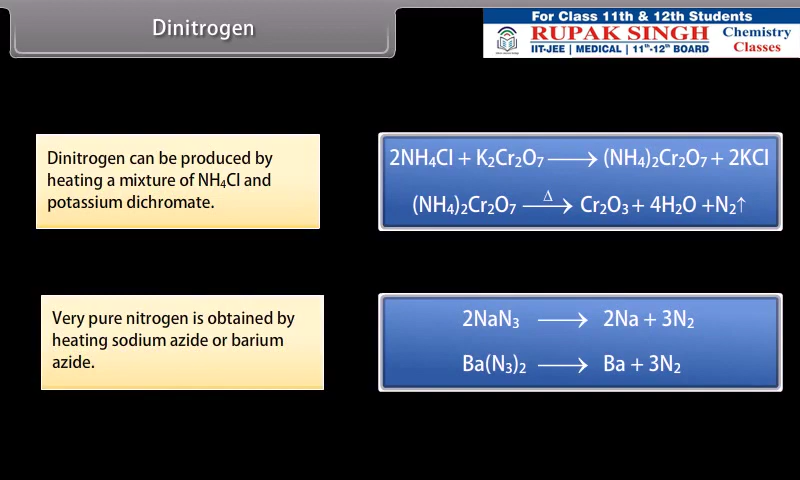 Dinitrogen
For Class 11th & 12th Students
RUPAK SINGH
IIT-JEE | MEDICAL | 11ᵗʰ-12ᵗʰ BOARD
Chemistry
Classes
Dinitrogen can be produced by
heating a mixture of NH₄Cl and
potassium dichromate.
2NH₄Cl + K₂Cr₂O₇ ⟶ (NH₄)₂Cr₂O₇ + 2KCl
(NH₄)₂Cr₂O₇ —Δ→ Cr₂O₃ + 4H₂O +N₂↑
Very pure nitrogen is obtained by
heating sodium azide or barium
azide.
2NaN₃ ⟶ 2Na + 3N₂
Ba(N₃)₂ ⟶ Ba + 3N₂